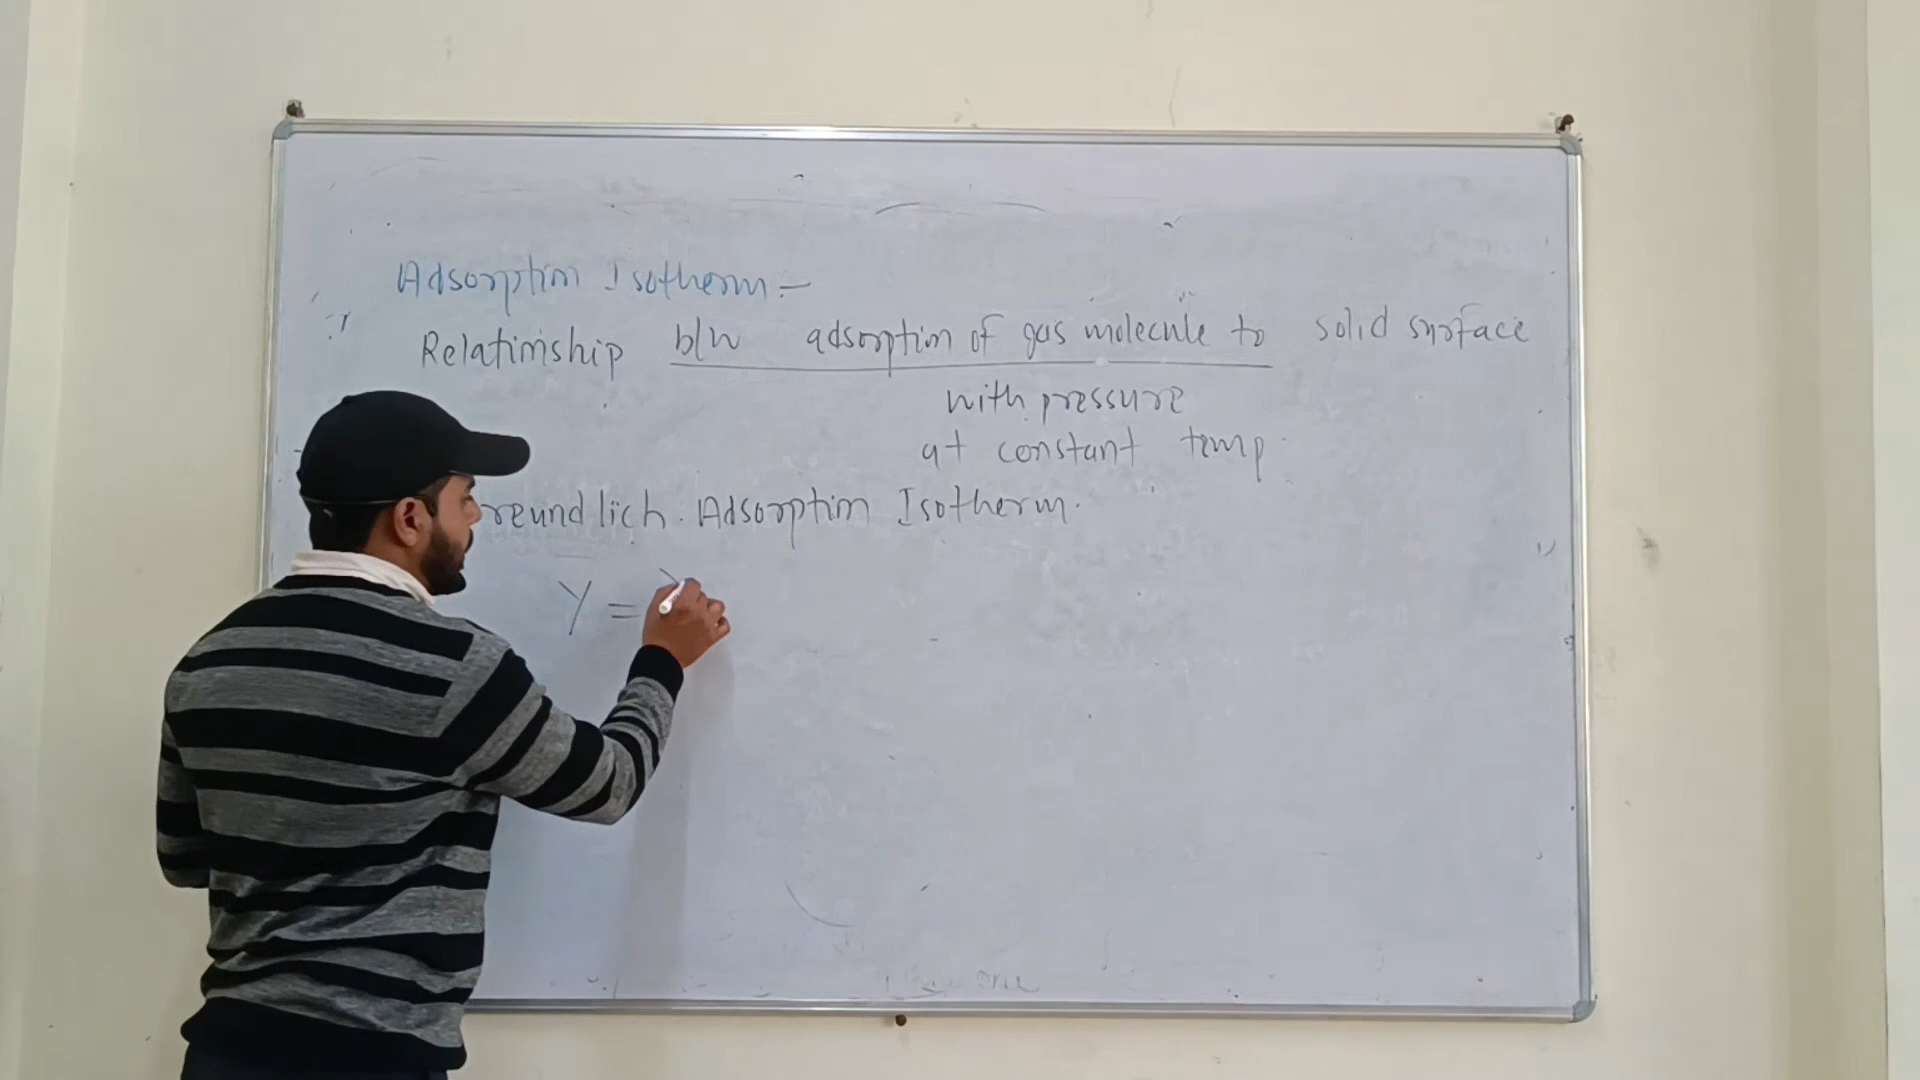 Adsorption Isotherm :-
Relationship b/w adsorption of gas molecule to solid surface
with pressure
at constant temp.
reundlich. Adsorption Isotherm.
Y =